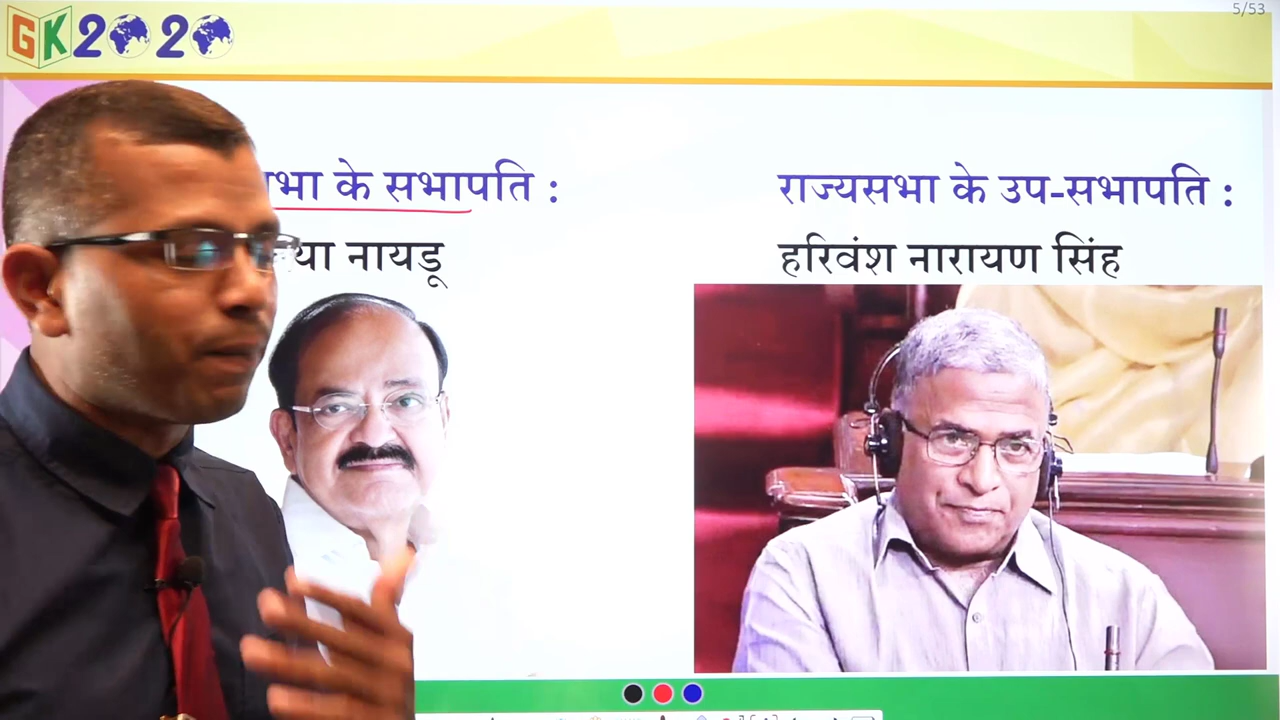 5/53
GK2020
भा के सभापति :
राज्यसभा के उप-सभापति :
या नायडू
हरिवंश नारायण सिंह